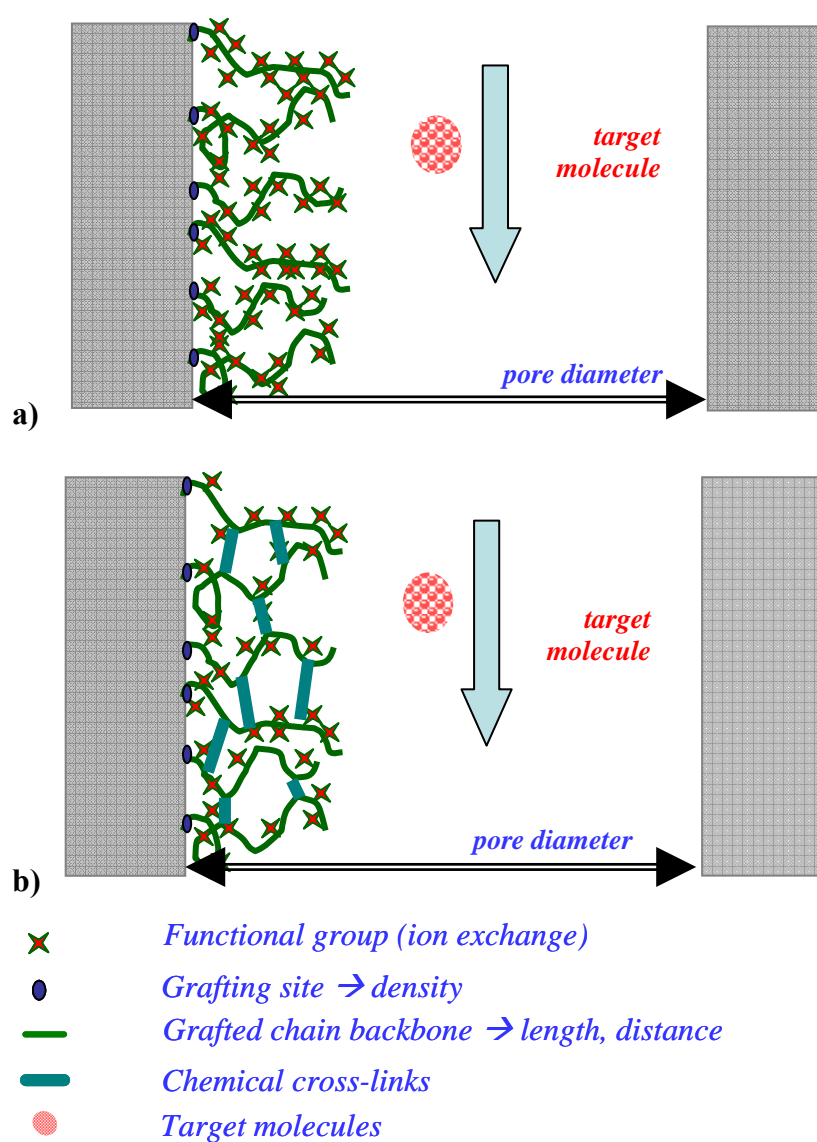 target
molecule
pore diameter
a)
target
molecule
pore diameter
b)
Functional group (ion exchange)
Grafting site → density
Grafted chain backbone → length, distance
Chemical cross-links
Target molecules